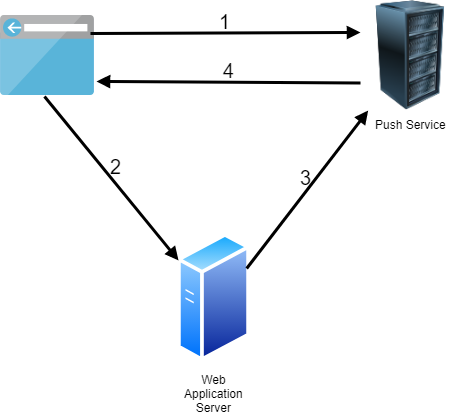 1
4
Push Service
2
3
Web
Application
Server